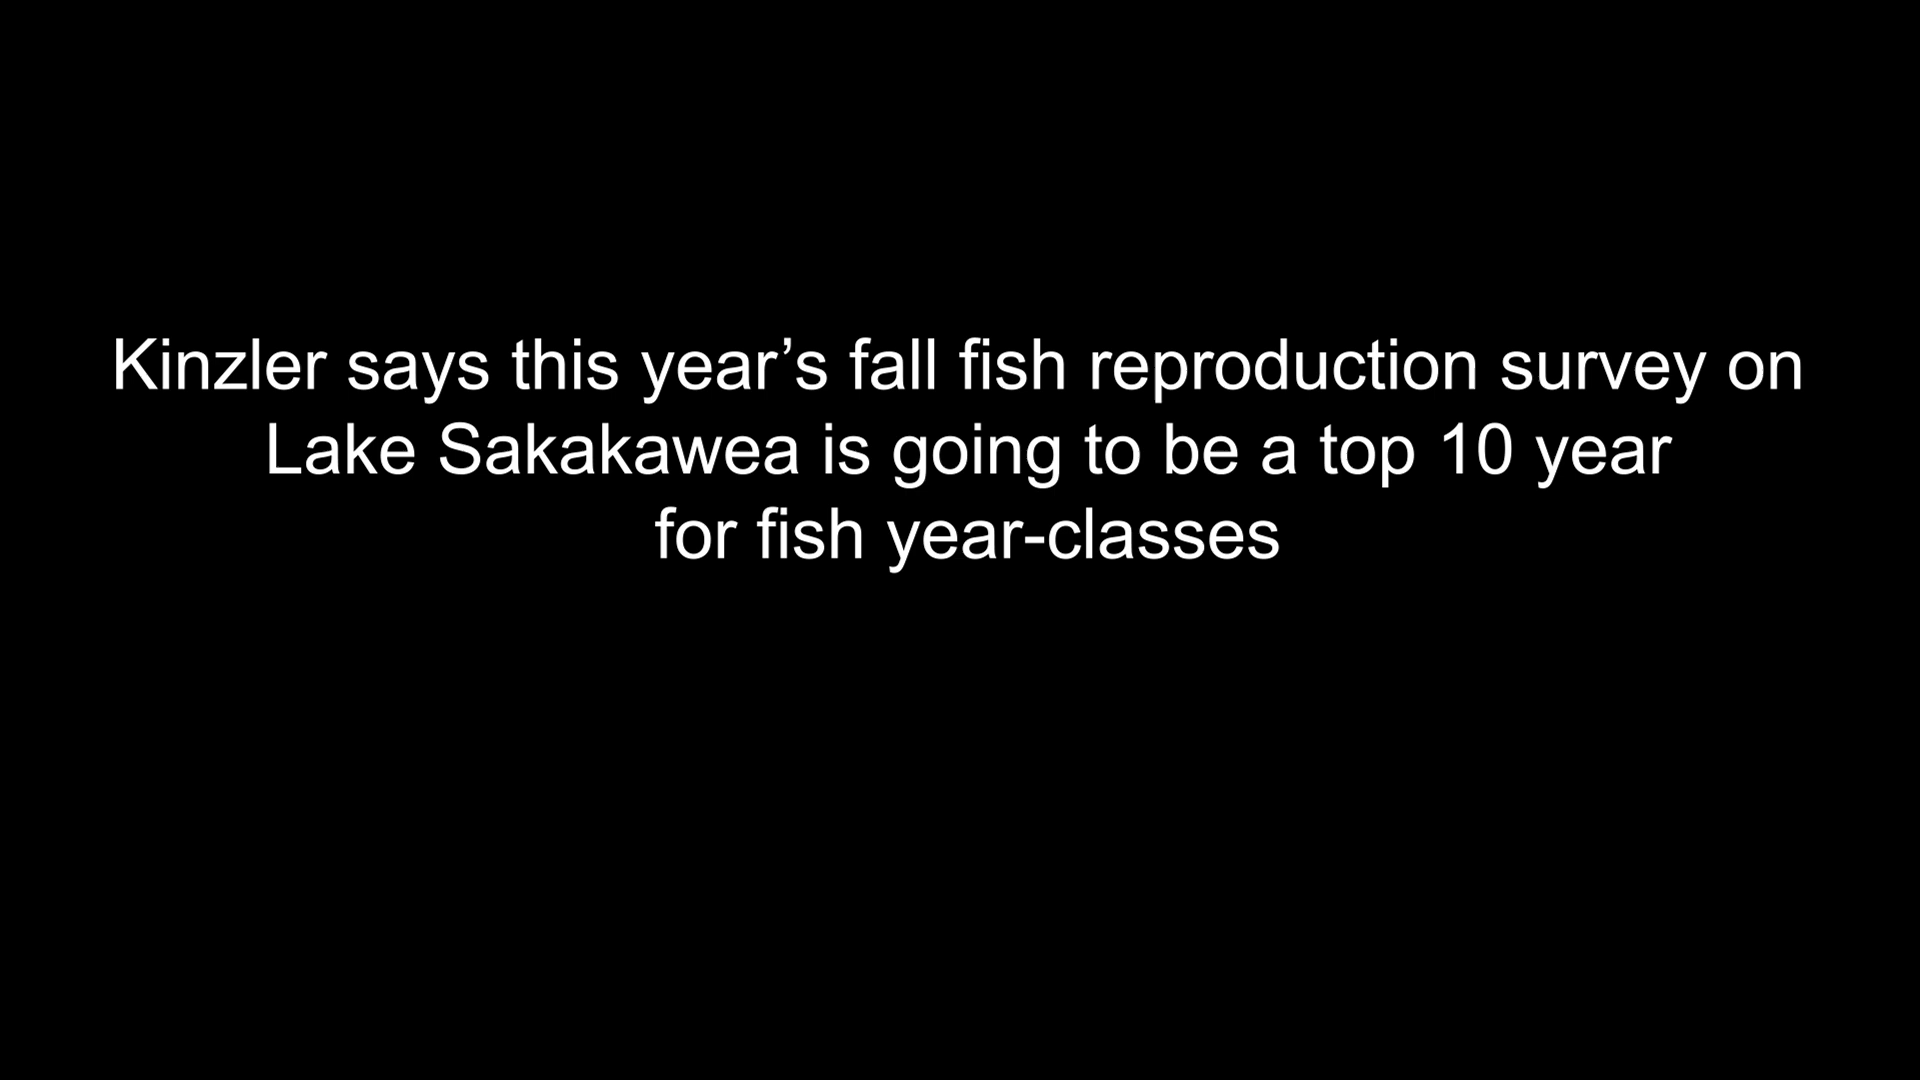 Kinzler says this year’s fall fish reproduction survey on
Lake Sakakawea is going to be a top 10 year
for fish year-classes